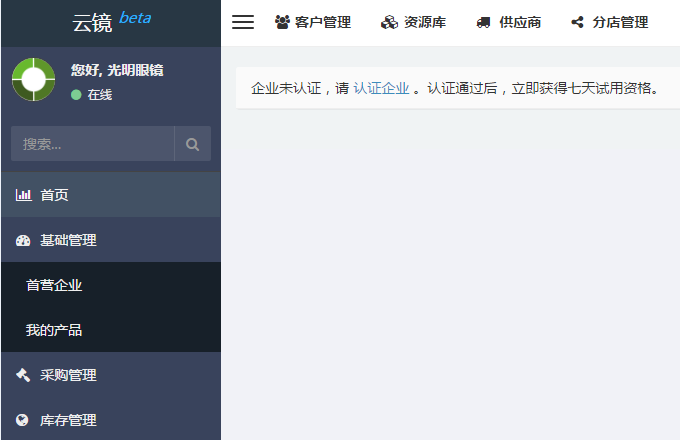 云镜 beta
客户管理 资源库 供应商 分店管理
您好, 光明眼镜
在线
企业未认证，请 认证企业 。认证通过后，立即获得七天试用资格。
搜索...
首页
基础管理
首营企业
我的产品
采购管理
库存管理